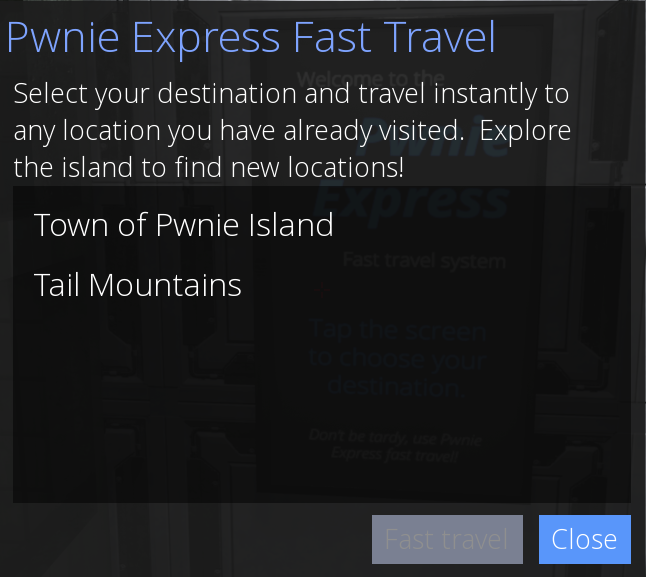 Pwnie Express Fast Travel
Select your destination and travel instantly to
any location you have already visited.  Explore
the island to find new locations!
Town of Pwnie Island
Tail Mountains
Fast travel
Close
Welcome to the
Pwnie
Express
Fast travel system
Tap the screen
to choose your
destination.
Don't be tardy, use Pwnie
Express fast travel!